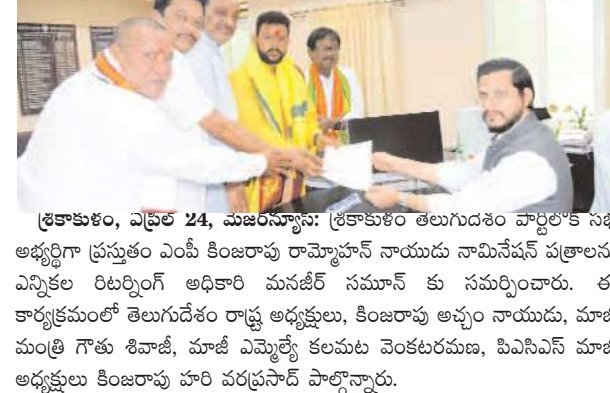 శ్రీకాకుళం, ఏప్రిల్ 24, మేజర్‌న్యూస్: శ్రీకాకుళం తెలుగుదేశం పార్టీలోక్ సభ
అభ్యర్థిగా ప్రస్తుతం ఎంపీ కింజరాపు రామ్మోహన్ నాయుడు నామినేషన్ పత్రాలను
ఎన్నికల రిటర్నింగ్ అధికారి మనజీర్ సమూన్ కు సమర్పించారు. ఈ
కార్యక్రమంలో తెలుగుదేశం రాష్ట్ర అధ్యక్షులు, కింజరాపు అచ్చం నాయుడు, మాజీ
మంత్రి గౌతు శివాజీ, మాజీ ఎమ్మెల్యే కలమట వెంకటరమణ, పిఎసిఎస్ మాజీ
అధ్యక్షులు కింజరాపు హరి వరప్రసాద్ పాల్గొన్నారు.